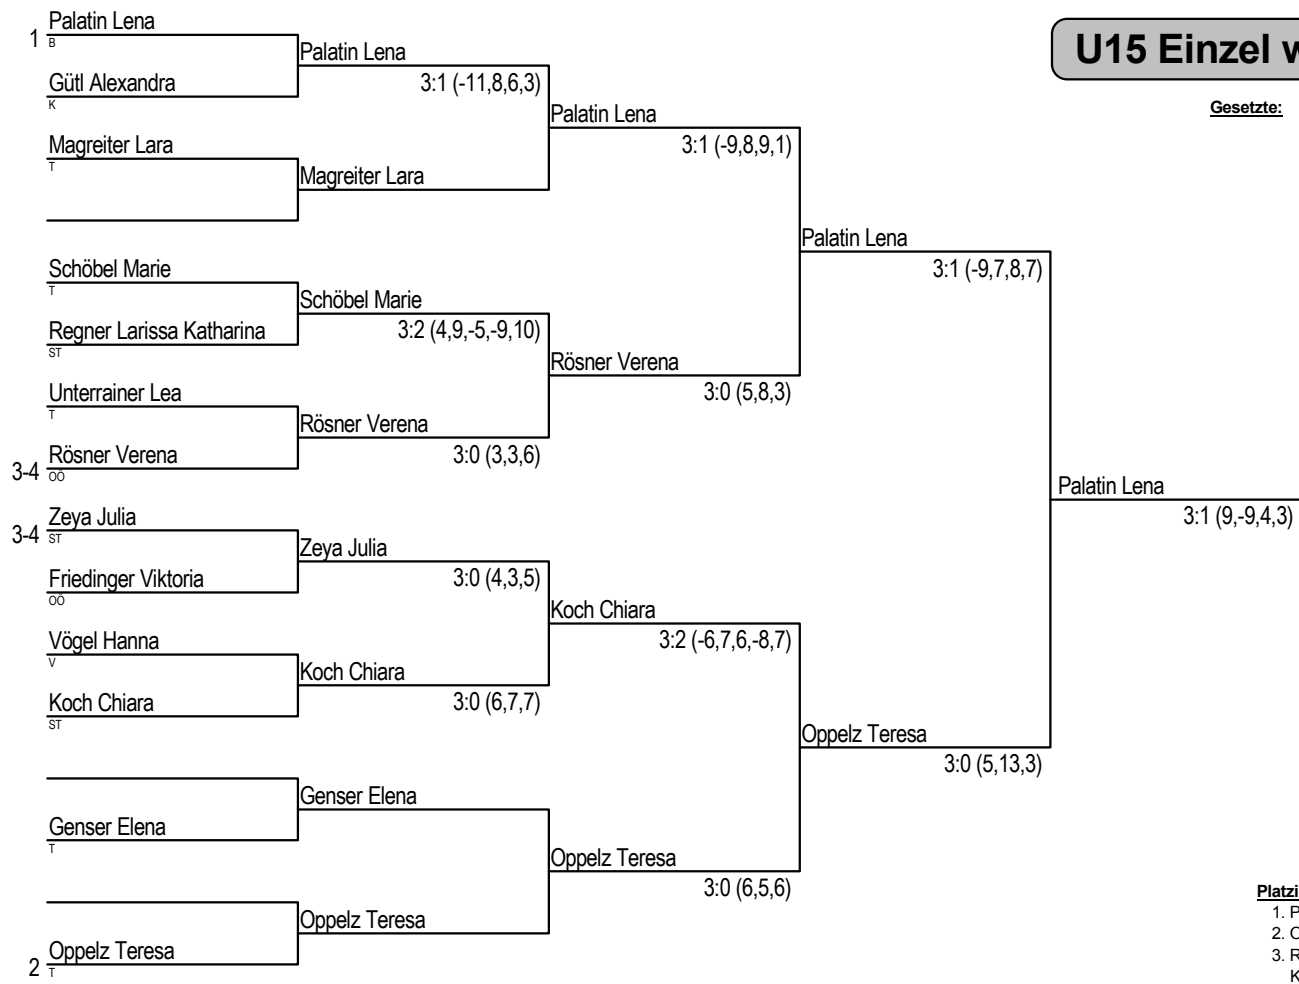 Palatin Lena
1 B
Palatin Lena
U15 Einzel w
Gütl Alexandra
K
3:1 (-11,8,6,3)
Gesetzte:
Palatin Lena
Magreiter Lara
T
3:1 (-9,8,9,1)
Magreiter Lara
Palatin Lena
Schöbel Marie
T
3:1 (-9,7,8,7)
Schöbel Marie
Regner Larissa Katharina
ST
3:2 (4,9,-5,-9,10)
Rösner Verena
Unterrainer Lea
T
3:0 (5,8,3)
Rösner Verena
Rösner Verena
3-4 OÖ
3:0 (3,3,6)
Palatin Lena
3:1 (9,-9,4,3)
Zeya Julia
3-4 ST
Zeya Julia
Friedinger Viktoria
OÖ
3:0 (4,3,5)
Koch Chiara
Vögel Hanna
V
3:2 (-6,7,6,-8,7)
Koch Chiara
Koch Chiara
ST
3:0 (6,7,7)
Oppelz Teresa
3:0 (5,13,3)
Genser Elena
Genser Elena
T
Oppelz Teresa
3:0 (6,5,6)
Oppelz Teresa
Oppelz Teresa
2 T
Platzi
1. P
2. O
3. R
K